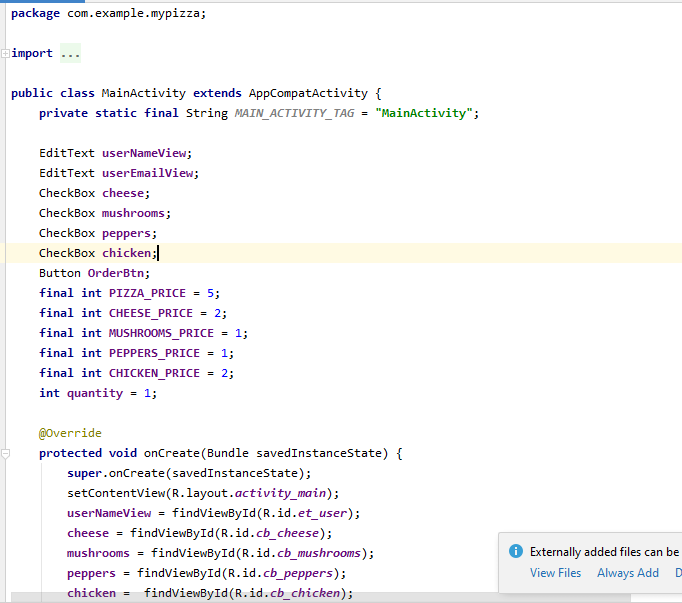 package com.example.mypizza;
import ...
public class MainActivity extends AppCompatActivity {
private static final String MAIN_ACTIVITY_TAG = "MainActivity";
EditText userNameView;
EditText userEmailView;
CheckBox cheese;
CheckBox mushrooms;
CheckBox peppers;
CheckBox chicken;
Button OrderBtn;
final int PIZZA_PRICE = 5;
final int CHEESE_PRICE = 2;
final int MUSHROOMS_PRICE = 1;
final int PEPPERS_PRICE = 1;
final int CHICKEN_PRICE = 2;
int quantity = 1;
@Override
protected void onCreate(Bundle savedInstanceState) {
super.onCreate(savedInstanceState);
setContentView(R.layout.activity_main);
userNameView = findViewById(R.id.et_user);
cheese = findViewById(R.id.cb_cheese);
mushrooms = findViewById(R.id.cb_mushrooms);
peppers = findViewById(R.id.cb_peppers);
chicken =  findViewById(R.id.cb_chicken);
Externally added files can be
View Files Always Add D